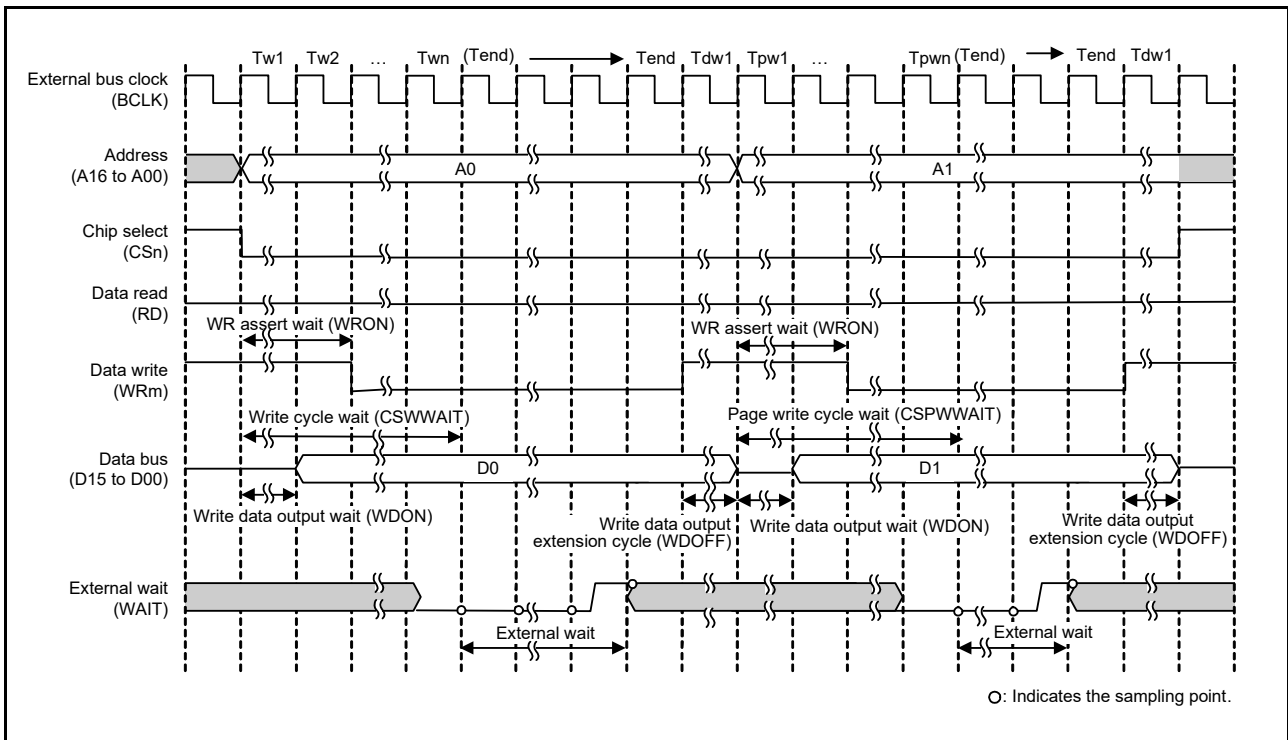 Tw1 Tw2 … Twn (Tend) Tend Tdw1 Tpw1 … Tpwn (Tend) Tend Tdw1
External bus clock
(BCLK)
Address
(A16 to A00)
A0 A1
Chip select
(CSn)
Data read
(RD)
WR assert wait (WRON) WR assert wait (WRON)
Data write
(WRm)
Write cycle wait (CSWWAIT) Page write cycle wait (CSPWWAIT)
Data bus
(D15 to D00)
D0 D1
Write data output wait (WDON) Write data output
extension cycle (WDOFF) Write data output wait (WDON) Write data output
extension cycle (WDOFF)
External wait
(WAIT)
External wait External wait
: Indicates the sampling point.